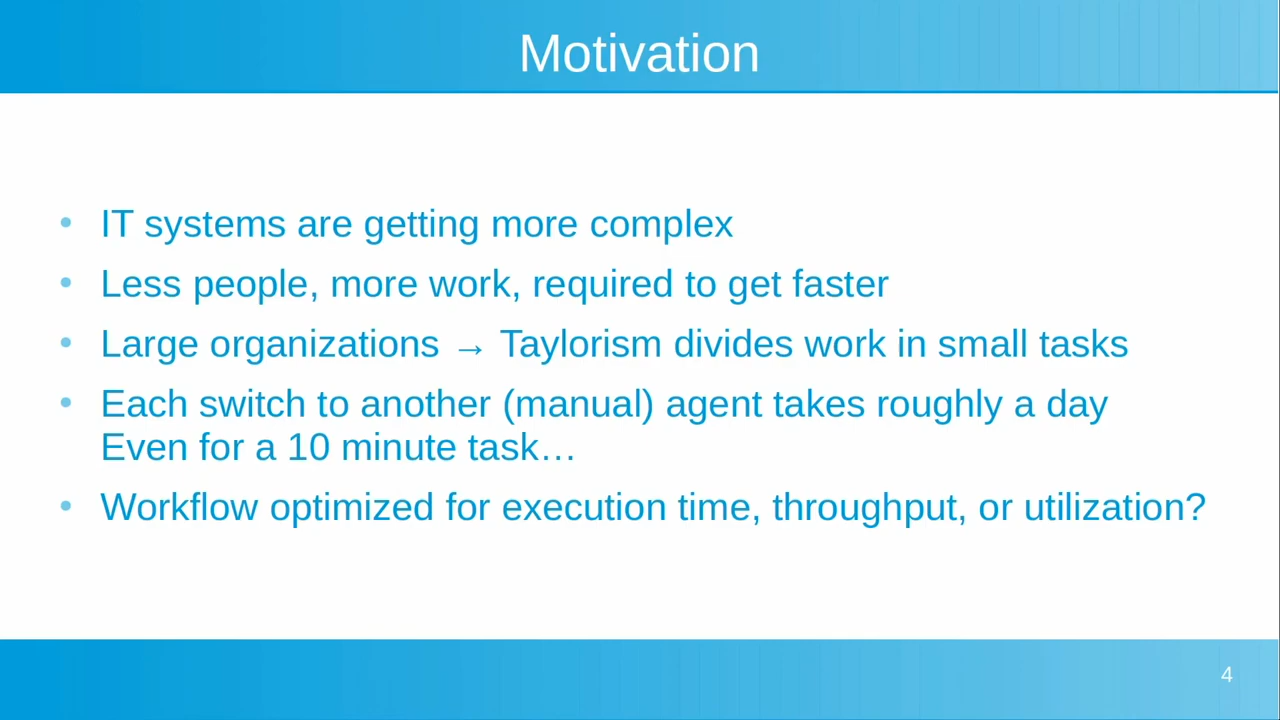 Motivation
• IT systems are getting more complex
• Less people, more work, required to get faster
• Large organizations → Taylorism divides work in small tasks
• Each switch to another (manual) agent takes roughly a day
Even for a 10 minute task…
• Workflow optimized for execution time, throughput, or utilization?
4